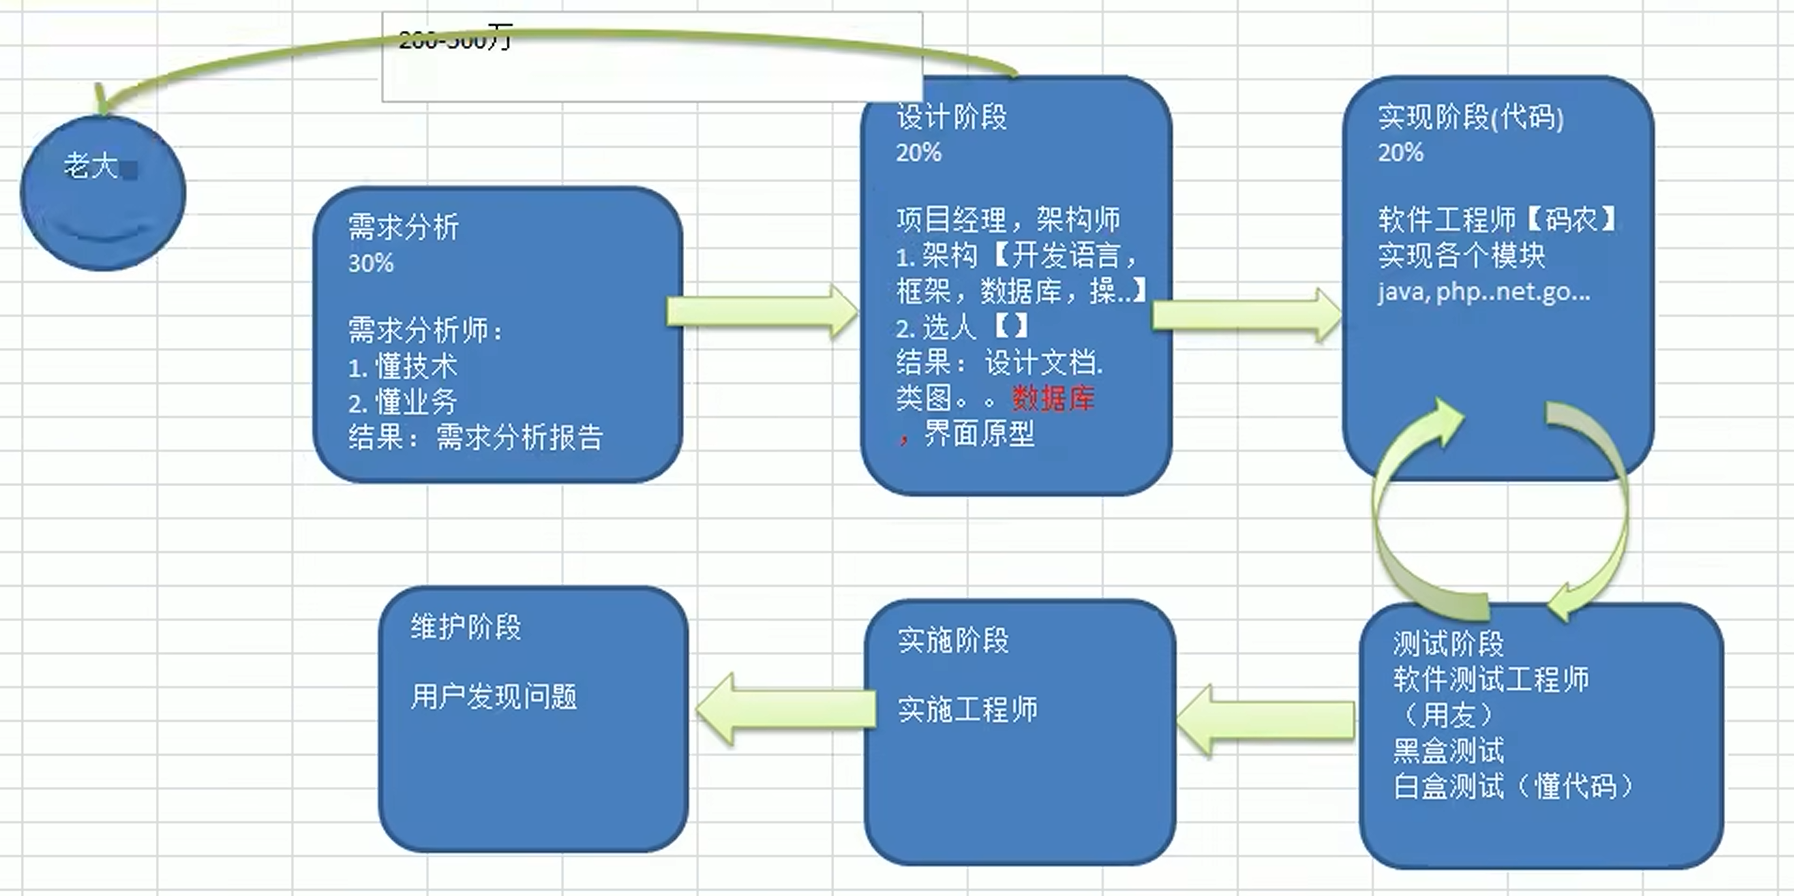 200-500万
老大
需求分析
30%
需求分析师：
1. 懂技术
2. 懂业务
结果：需求分析报告
设计阶段
20%
项目经理，架构师
1. 架构【开发语言，
框架，数据库，操..】
2. 选人【】
结果：设计文档.
类图。。数据库
，界面原型
实现阶段(代码)
20%
软件工程师【码农】
实现各个模块
java, php..net.go...
测试阶段
软件测试工程师
（用友）
黑盒测试
白盒测试（懂代码）
实施阶段
实施工程师
维护阶段
用户发现问题